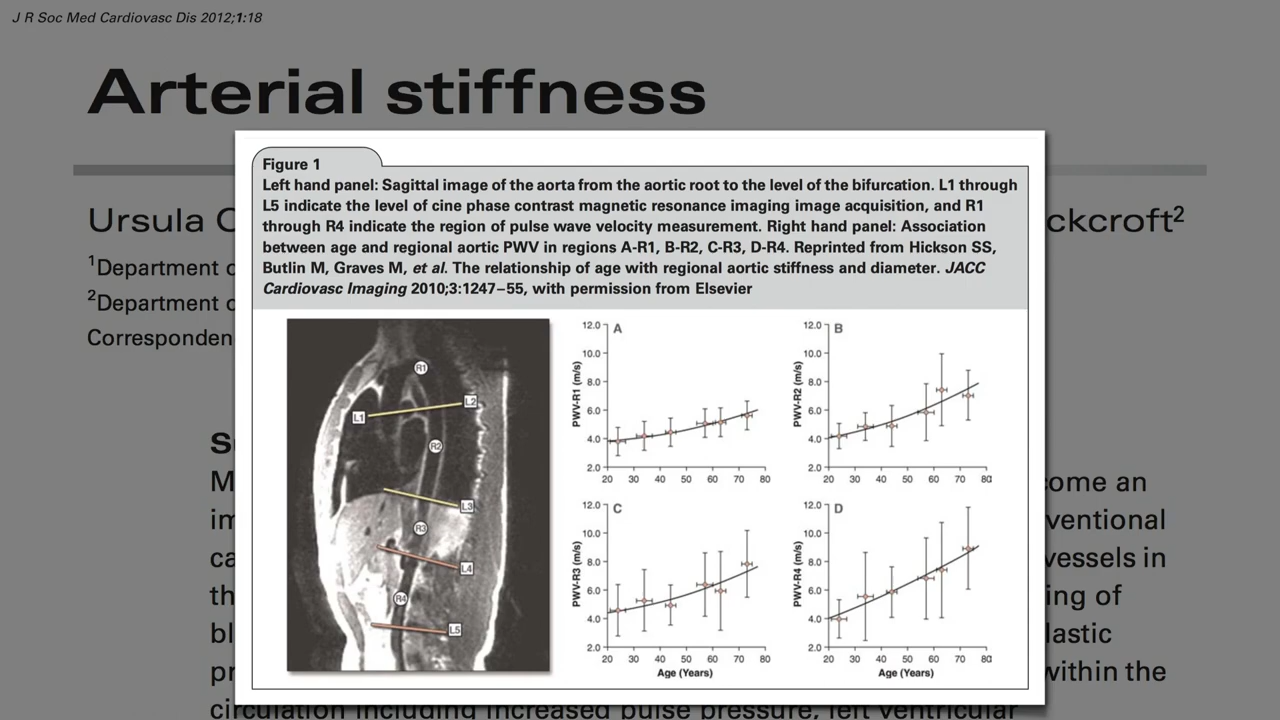 J R Soc Med Cardiovasc Dis 2012;1:18
Arterial stiffness
Ursula
ckcroft2
1Department
2Department
Figure 1
Left hand panel: Sagittal image of the aorta from the aortic root to the level of the bifurcation. L1 through
L5 indicate the level of cine phase contrast magnetic resonance imaging image acquisition, and R1
through R4 indicate the region of pulse wave velocity measurement. Right hand panel: Association
between age and regional aortic PWV in regions A-R1, B-R2, C-R3, D-R4. Reprinted from Hickson SS,
Butlin M, Graves M, et al. The relationship of age with regional aortic stiffness and diameter. JACC
Cardiovasc Imaging 2010;3:1247–55, with permission from Elsevier
R1
L1
L2
R2
L3
R3
L4
R4
L5
A
PWV-R1 (m/s)
12.0
10.0
8.0
6.0
4.0
2.0
20 30 40 50 60 70 80
B
PWV-R2 (m/s)
12.0
10.0
8.0
6.0
4.0
2.0
20 30 40 50 60 70 80
C
PWV-R3 (m/s)
12.0
10.0
8.0
6.0
4.0
2.0
20 30 40 50 60 70 80
Age (Years)
D
PWV-R4 (m/s)
12.0
10.0
8.0
6.0
4.0
2.0
20 30 40 50 60 70 80
Age (Years)
come an
ventional
vessels in
ing of
lastic
within the
circulation including increased pulse pressure, left ventricular